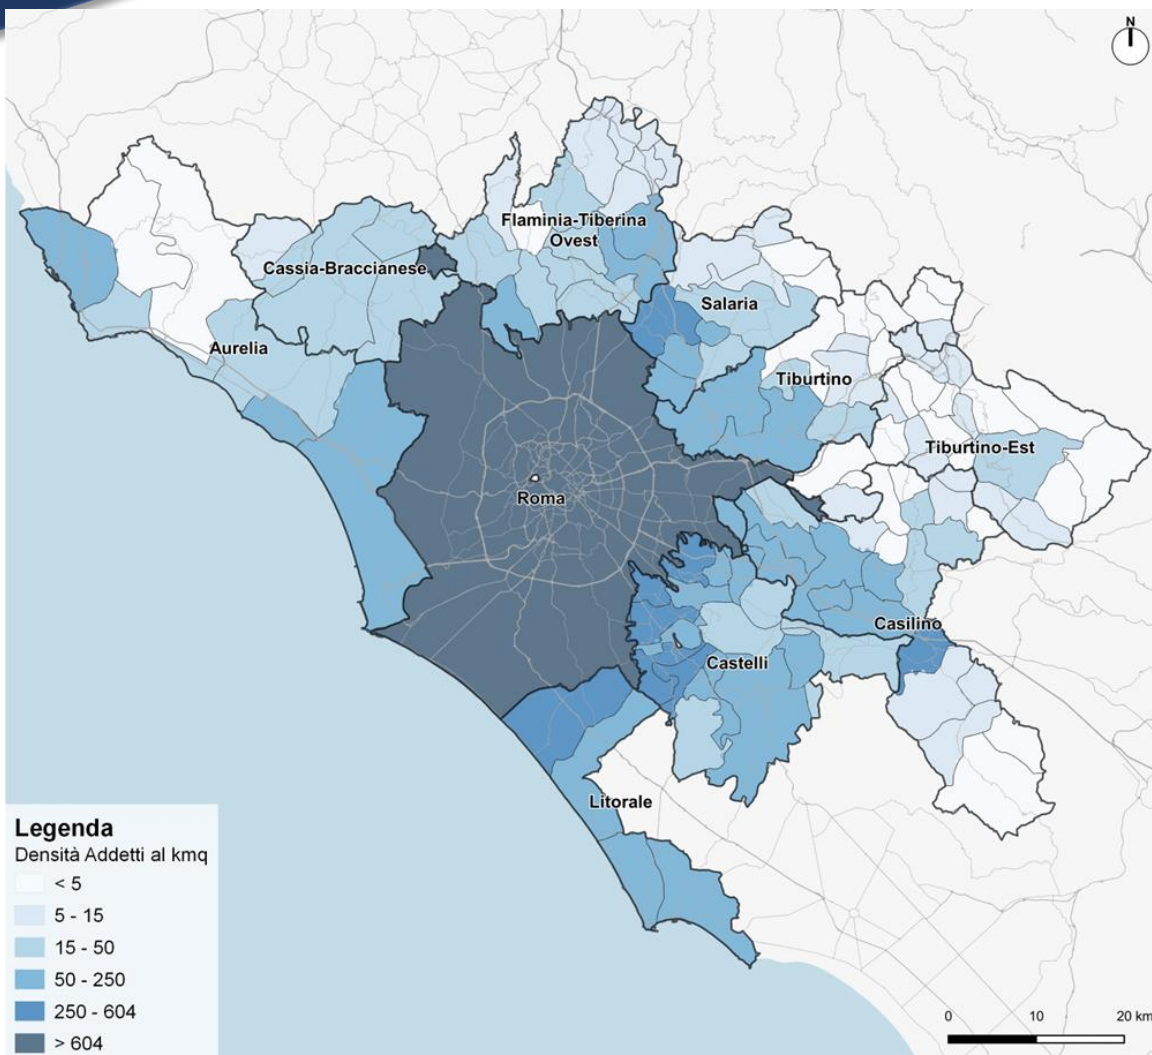 N
Flaminia-Tiberina
Ovest
Cassia-Braccianese
Salaria
Aurelia
Tiburtino
Tiburtino-Est
Roma
Casilino
Castelli
Litorale
Legenda
Densità Addetti al kmq
< 5
5 - 15
15 - 50
50 - 250
250 - 604
> 604
0 10 20 km